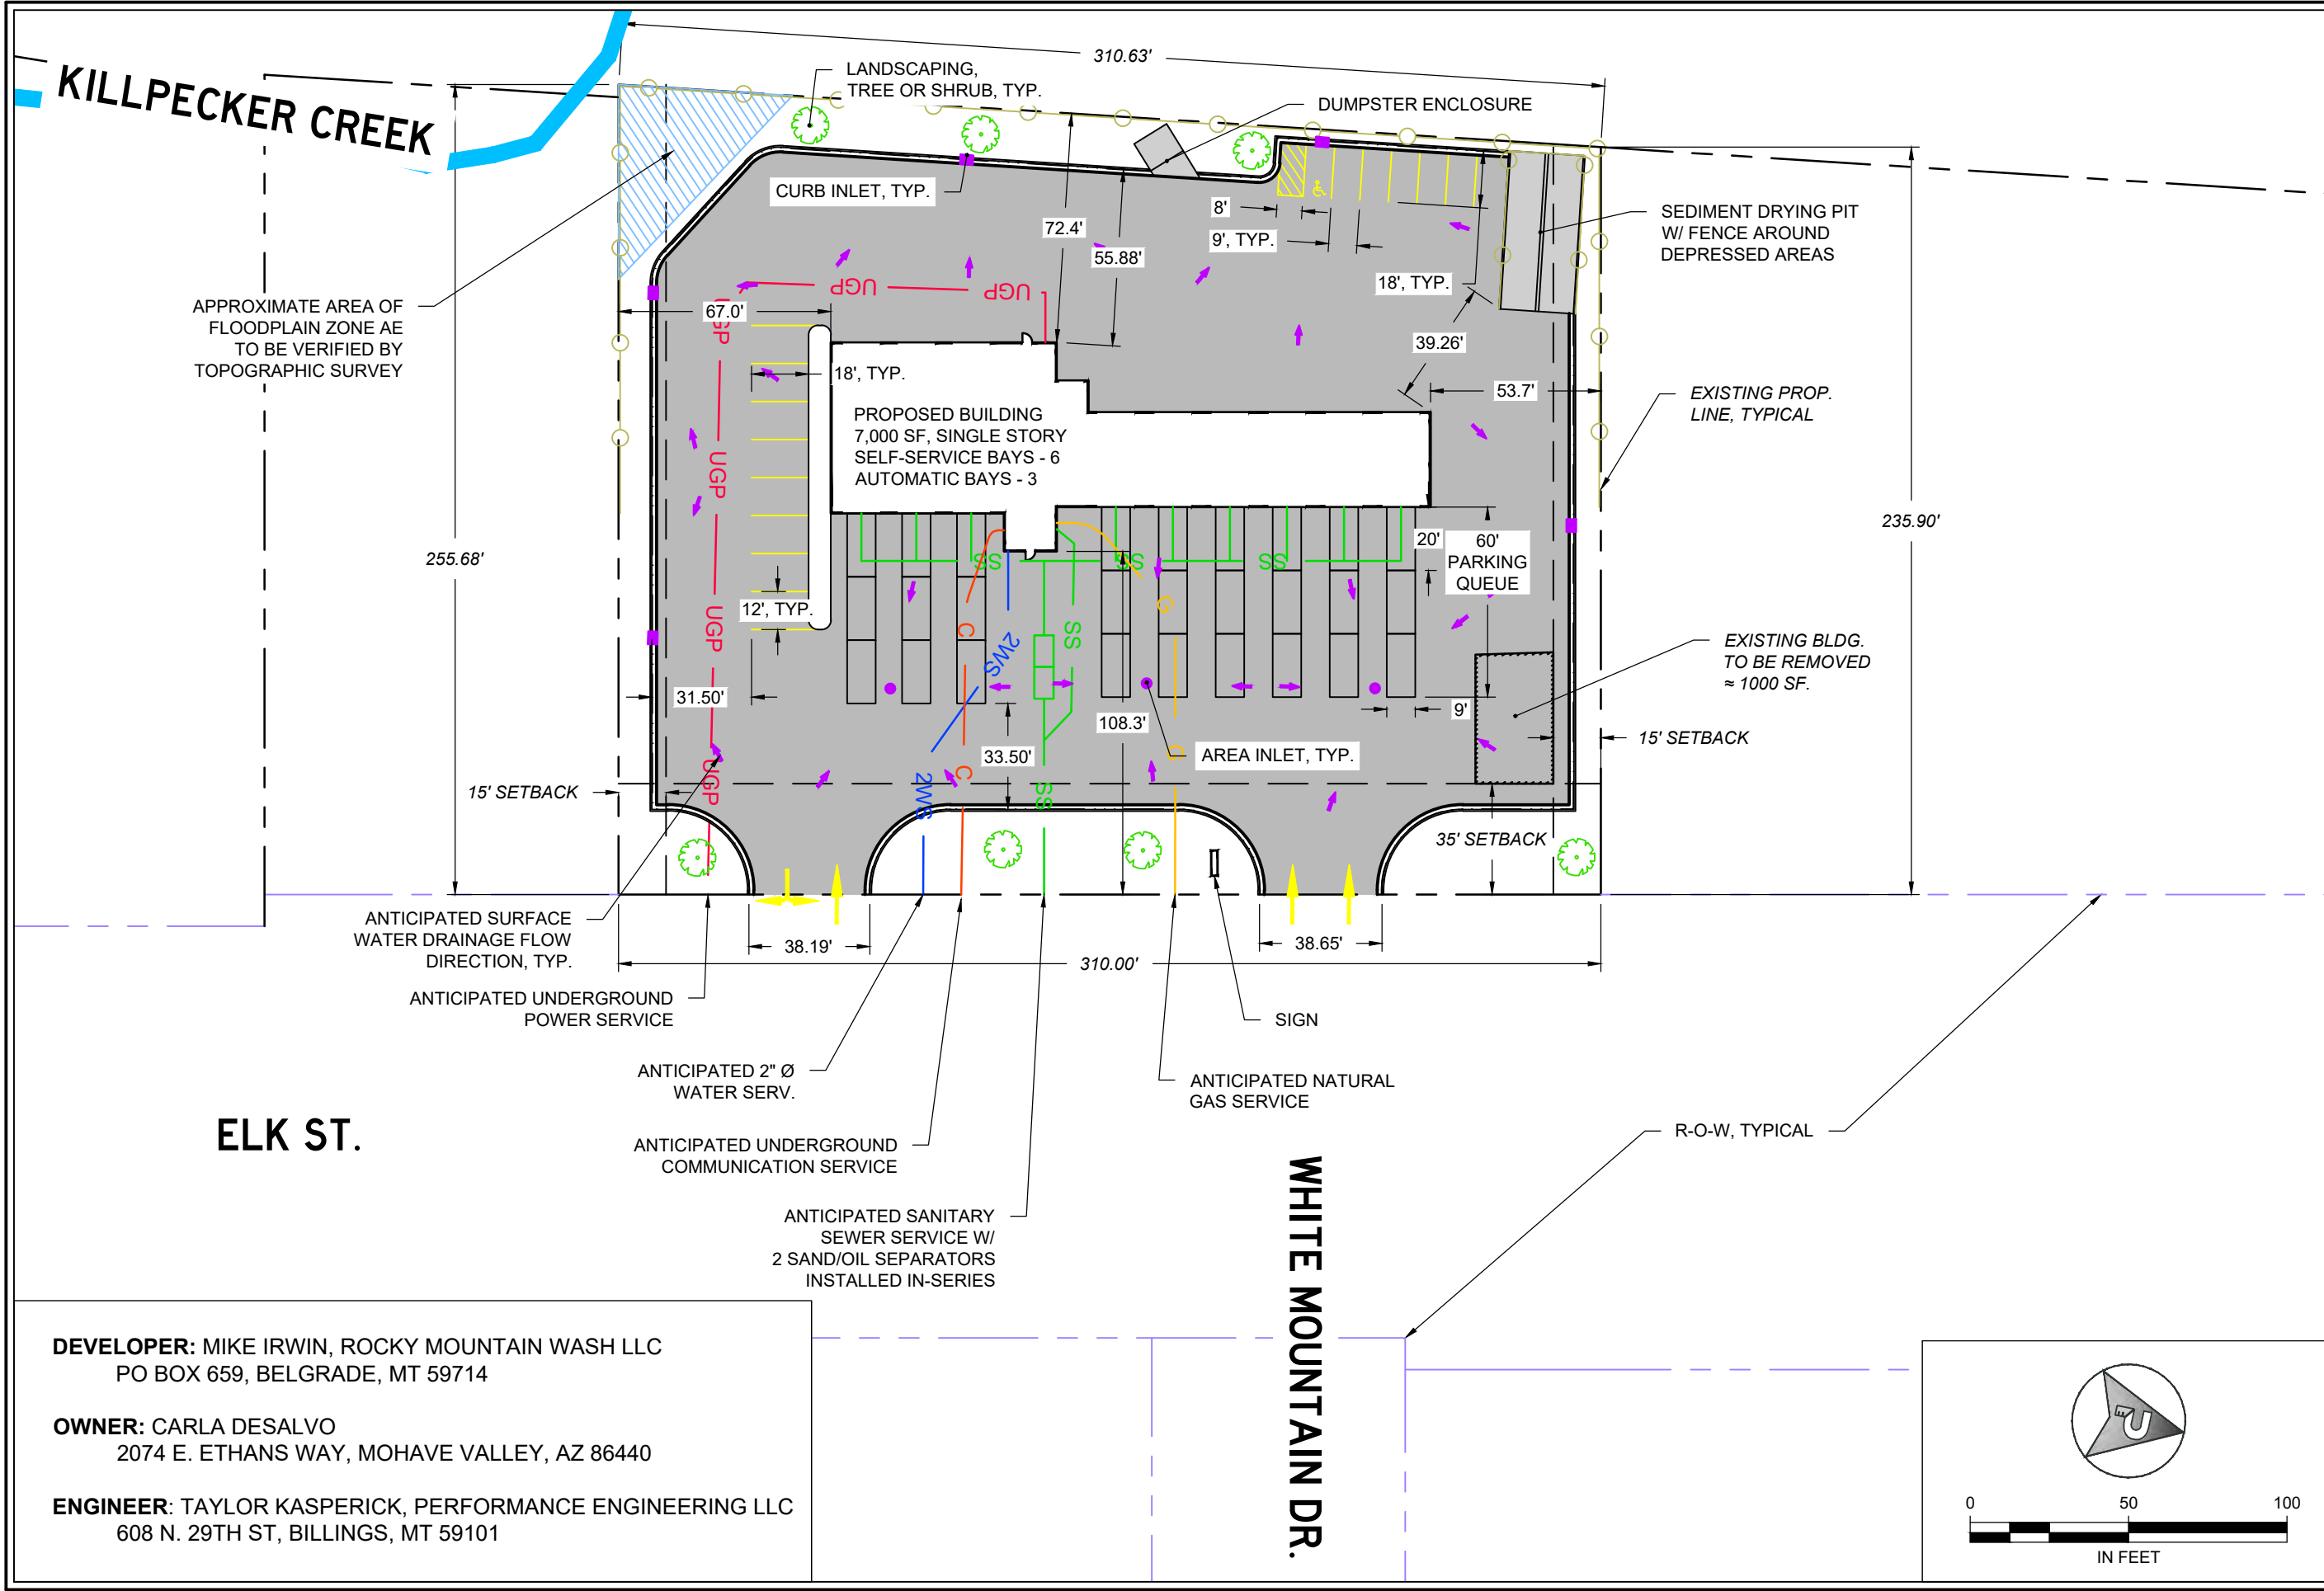 310.63'
KILLPECKER CREEK
LANDSCAPING,
TREE OR SHRUB, TYP.
DUMPSTER ENCLOSURE
CURB INLET, TYP.
72.4'
55.88'
8'
9', TYP.
18', TYP.
SEDIMENT DRYING PIT
W/ FENCE AROUND
DEPRESSED AREAS
APPROXIMATE AREA OF
FLOODPLAIN ZONE AE
TO BE VERIFIED BY
TOPOGRAPHIC SURVEY
UGP
UGP
UGP
67.0'
39.26'
53.7'
18', TYP.
EXISTING PROP.
LINE, TYPICAL
PROPOSED BUILDING
7,000 SF, SINGLE STORY
SELF-SERVICE BAYS - 6
AUTOMATIC BAYS - 3
UGP
255.68'
235.90'
20'
60'
PARKING
QUEUE
SS
SS
SS
12', TYP.
UGP
C
2WS
SS
G
EXISTING BLDG.
TO BE REMOVED
≈ 1000 SF.
31.50'
9'
108.3'
33.50'
AREA INLET, TYP.
G
15' SETBACK
UGP
2WS
C
SS
15' SETBACK
35' SETBACK
ANTICIPATED SURFACE
WATER DRAINAGE FLOW
DIRECTION, TYP.
38.19'
38.65'
310.00'
ANTICIPATED UNDERGROUND
POWER SERVICE
SIGN
ANTICIPATED 2" Ø
WATER SERV.
ANTICIPATED NATURAL
GAS SERVICE
ELK ST.
ANTICIPATED UNDERGROUND
COMMUNICATION SERVICE
R-O-W, TYPICAL
ANTICIPATED SANITARY
SEWER SERVICE W/
2 SAND/OIL SEPARATORS
INSTALLED IN-SERIES
WHITE MOUNTAIN DR.
DEVELOPER: MIKE IRWIN, ROCKY MOUNTAIN WASH LLC
PO BOX 659, BELGRADE, MT 59714
OWNER: CARLA DESALVO
2074 E. ETHANS WAY, MOHAVE VALLEY, AZ 86440
ENGINEER: TAYLOR KASPERICK, PERFORMANCE ENGINEERING LLC
608 N. 29TH ST, BILLINGS, MT 59101
0 50 100
IN FEET